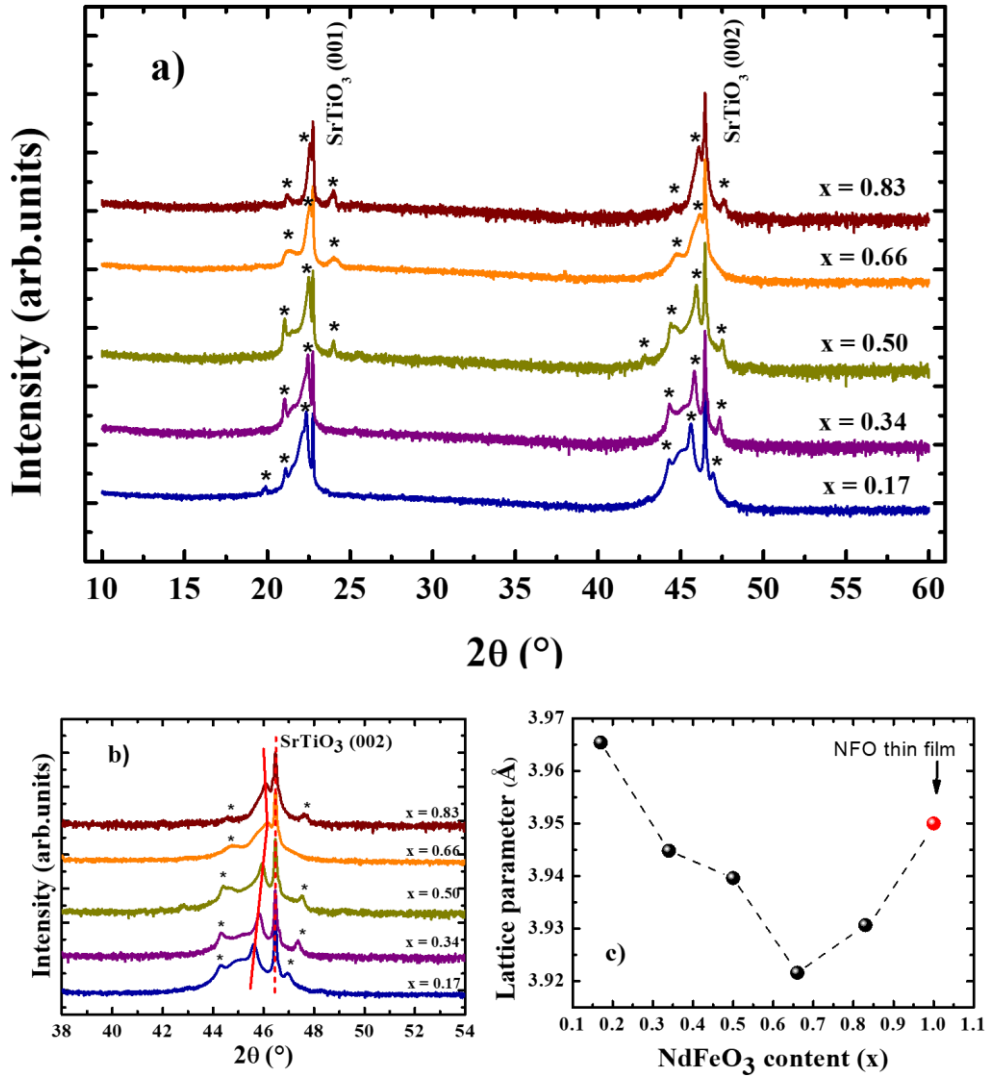 a)
SrTiO3 (001)
SrTiO3 (002)
* * * * * *
x = 0.83
* * * * *
x = 0.66
* * * * * * *
x = 0.50
* * * * *
x = 0.34
* * * * * *
x = 0.17
Intensity (arb.units)
10 15 20 25 30 35 40 45 50 55 60
2θ (°)
b)
SrTiO3 (002)
* *
x = 0.83
*
x = 0.66
* *
x = 0.50
* *
x = 0.34
* *
x = 0.17
Intensity (arb.units)
38 40 42 44 46 48 50 52 54
2θ (°)
3.97
3.96
3.95
3.94
3.93
3.92
NFO thin film
c)
Lattice parameter (Å)
0.1 0.2 0.3 0.4 0.5 0.6 0.7 0.8 0.9 1.0 1.1
NdFeO3 content (x)